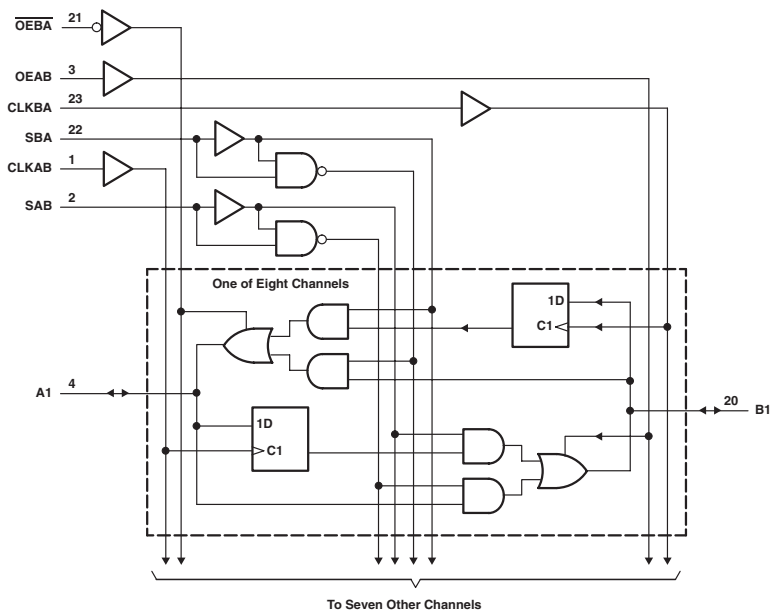 OEBA 21
OEAB 3
CLKBA 23
SBA 22
CLKAB 1
SAB 2
One of Eight Channels
1D
C1
A1 4
20 B1
1D
C1
To Seven Other Channels